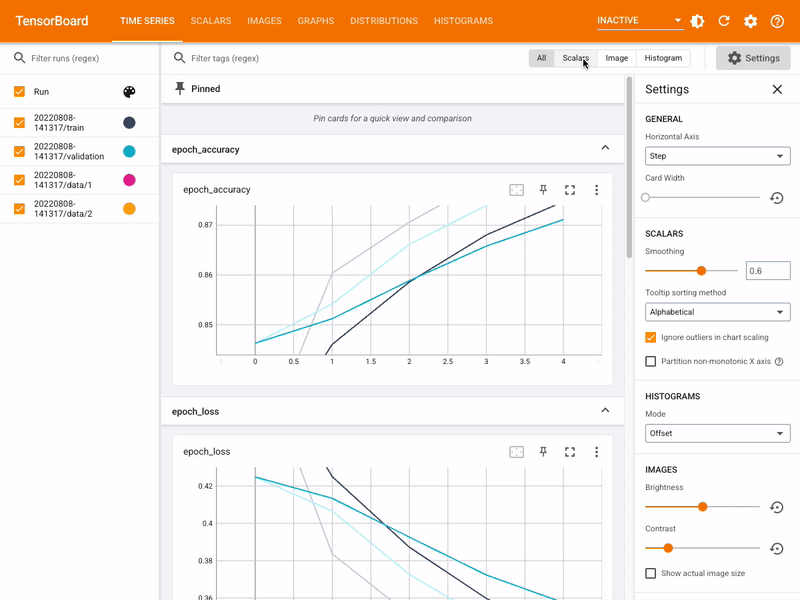 TensorBoard
TIME SERIES
SCALARS
IMAGES
GRAPHS
DISTRIBUTIONS
HISTOGRAMS
INACTIVE
Filter runs (regex)
Filter tags (regex)
All
Scalars
Image
Histogram
Settings
Run
20220808-
141317/train
20220808-
141317/validation
20220808-
141317/data/1
20220808-
141317/data/2
Pinned
Pin cards for a quick view and comparison
epoch_accuracy
epoch_accuracy
0.87
0.86
0.85
0 0.5 1 1.5 2 2.5 3 3.5 4
epoch_loss
epoch_loss
0.42
0.4
0.38
0.36
Settings
GENERAL
Horizontal Axis
Step
Card Width
SCALARS
Smoothing
0.6
Tooltip sorting method
Alphabetical
Ignore outliers in chart scaling
Partition non-monotonic X axis
HISTOGRAMS
Mode
Offset
IMAGES
Brightness
Contrast
Show actual image size